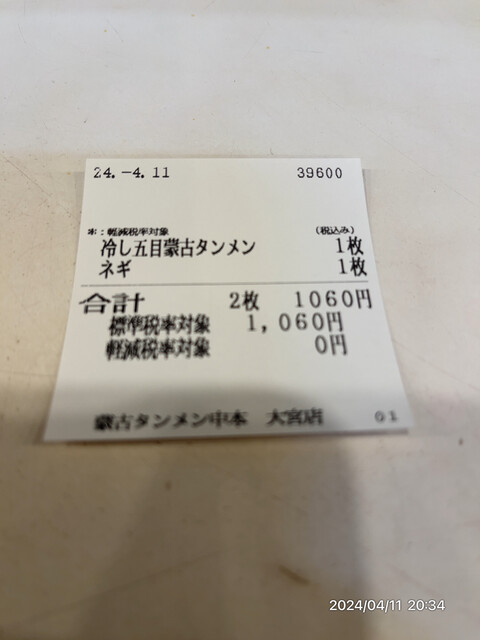 24.-4.11 39600
*：軽減税率対象 (税込み)
冷し五目蒙古タンメン 1枚
ネギ 1枚
合計 2枚 1060円
標準税率対象 1,060円
軽減税率対象 0円
蒙古タンメン中本 大宮店 01
2024/04/11 20:34